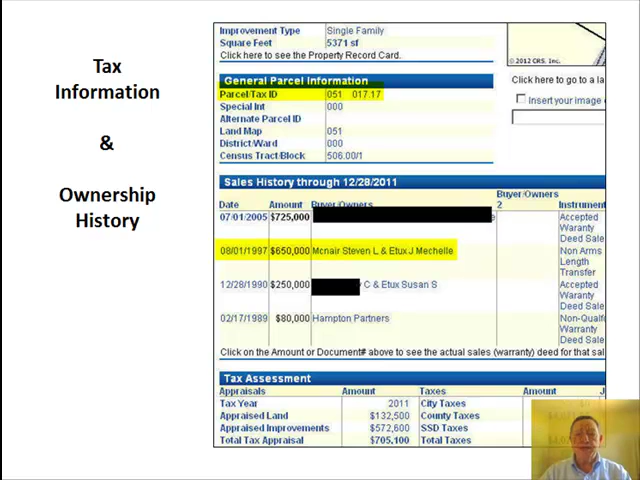 Tax
Information
&
Ownership
History
Improvement Type Single Family
Square Feet 5371 sf
Click here to see the Property Record Card.
General Parcel Information
Parcel/Tax ID 051 017.17
Special Int 000
Alternate Parcel ID
Land Map 051
District/Ward 000
Census Tract/Block 506.00/1
© 2012 CRS, Inc.
Click here to go to a la
Insert your image
Sales History through 12/28/2011
Date Amount Buyer/Owners Buyer/Owners 2 Instrument
07/01/2005 $725,000 Accepted
Waranty
Deed Sale
08/01/1997 $650,000 Mcnair Steven L & Etux J Mechelle Non Arms
Length
Transfer
12/28/1990 $250,000 C & Etux Susan S Accepted
Waranty
Deed Sale
02/17/1989 $80,000 Hampton Partners Non-Qualif
Warranty
Deed Sale
Click on the Amount or Document# above to see the actual sales (warranty) deed for that sal
Tax Assessment
Appraisals Amount Taxes Amount J
Tax Year 2011 City Taxes
Appraised Land $132,500 County Taxes
Appraised Improvements $572,600 SSD Taxes
Total Tax Appraisal $705,100 Total Taxes